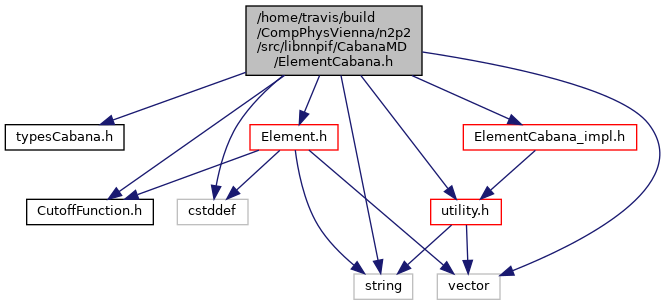 /home/travis/build
/CompPhysVienna/n2p2
/src/libnnpif/CabanaMD
/ElementCabana.h
typesCabana.h
Element.h
ElementCabana_impl.h
CutoffFunction.h
cstddef
utility.h
string
vector